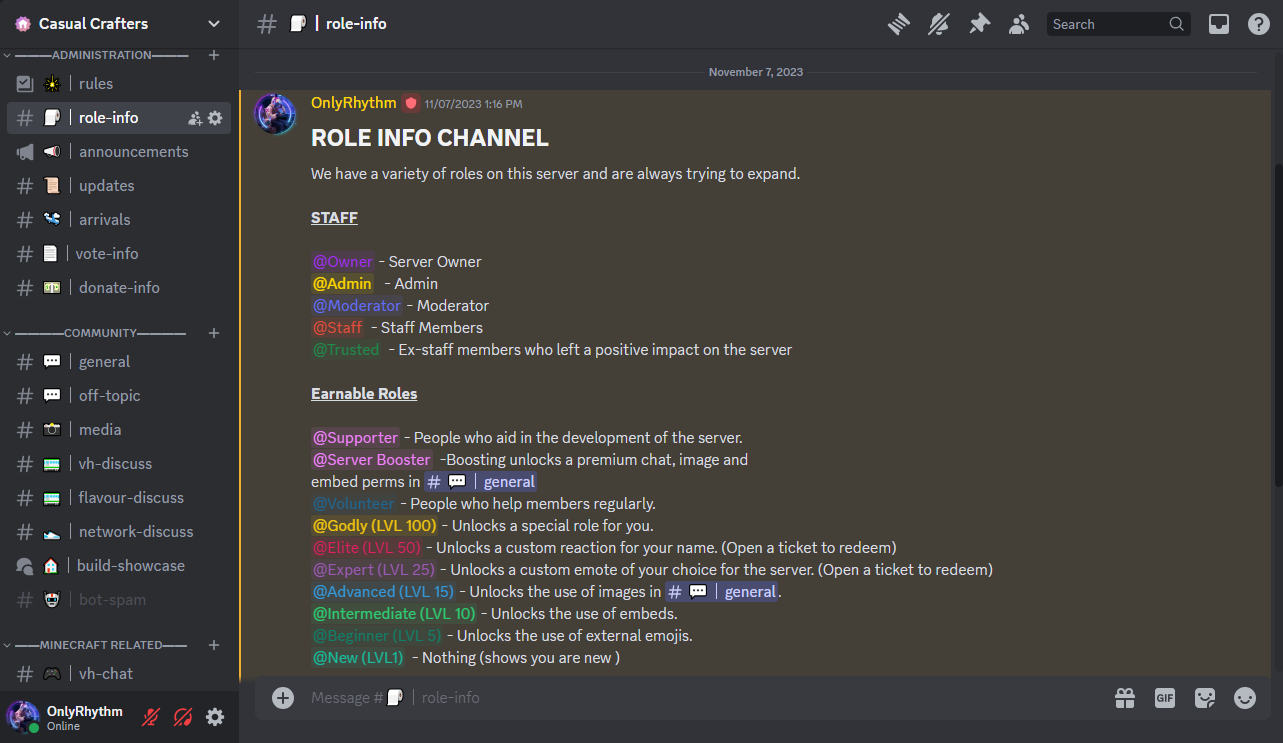 Casual Crafters
ADMINISTRATION
rules
role-info
announcements
updates
arrivals
vote-info
donate-info
COMMUNITY
general
off-topic
media
vh-discuss
flavour-discuss
network-discuss
build-showcase
bot-spam
MINECRAFT RELATED
vh-chat
OnlyRhythm
Online
# | role-info
Search
November 7, 2023
OnlyRhythm 11/07/2023 1:16 PM
ROLE INFO CHANNEL
We have a variety of roles on this server and are always trying to expand.
STAFF
@Owner - Server Owner
@Admin - Admin
@Moderator - Moderator
@Staff - Staff Members
@Trusted - Ex-staff members who left a positive impact on the server
Earnable Roles
@Supporter - People who aid in the development of the server.
@Server Booster -Boosting unlocks a premium chat, image and
embed perms in # | general
@Volunteer - People who help members regularly.
@Godly (LVL 100) - Unlocks a special role for you.
@Elite (LVL 50) - Unlocks a custom reaction for your name. (Open a ticket to redeem)
@Expert (LVL 25) - Unlocks a custom emote of your choice for the server. (Open a ticket to redeem)
@Advanced (LVL 15) - Unlocks the use of images in # | general.
@Intermediate (LVL 10) - Unlocks the use of embeds.
@Beginner (LVL 5) - Unlocks the use of external emojis.
@New (LVL1) - Nothing (shows you are new )
Message # | role-info
GIF